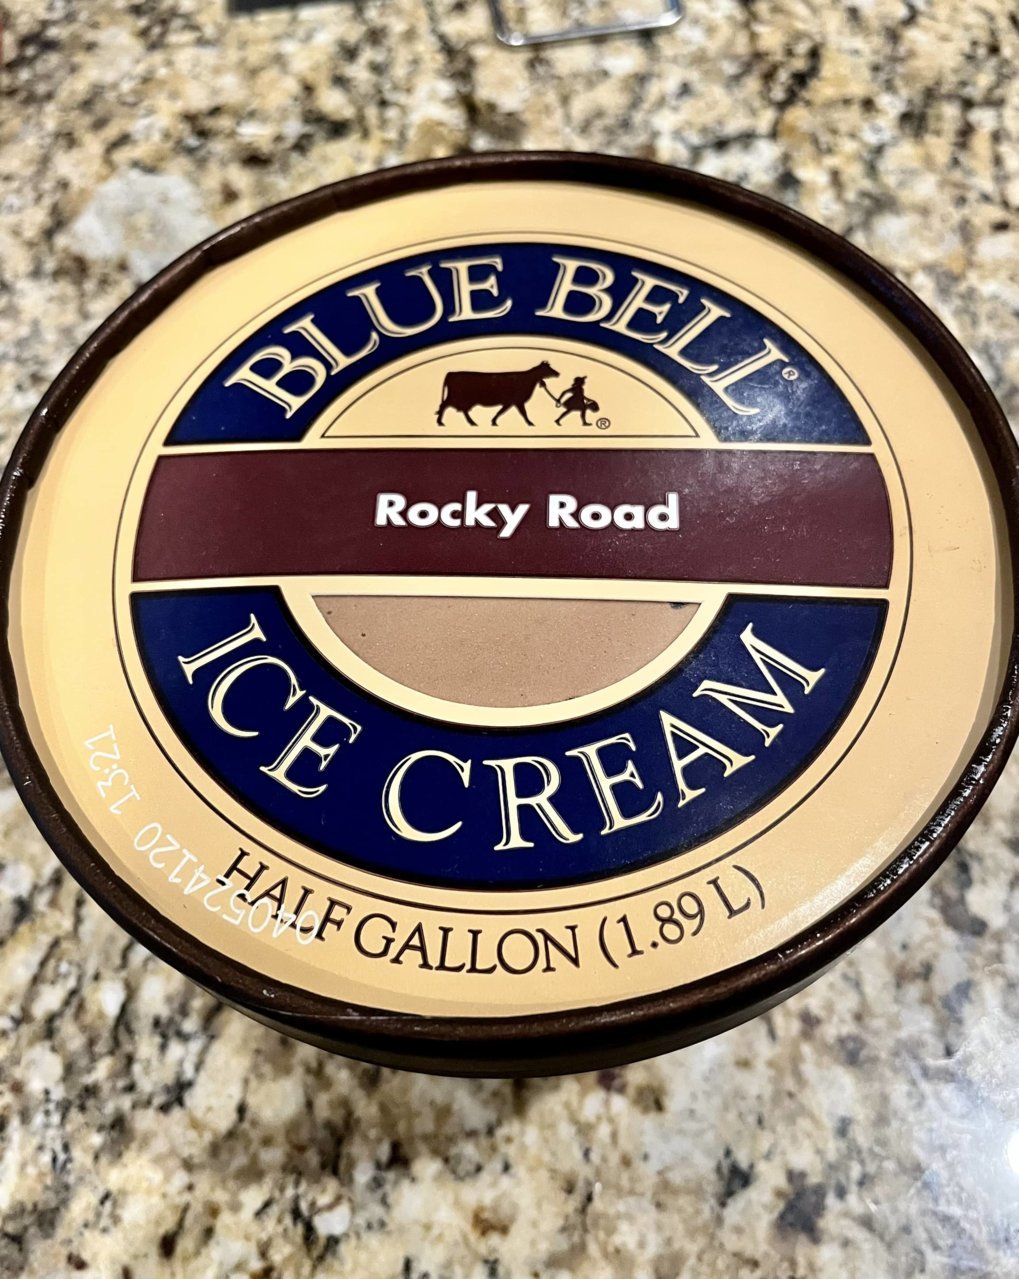 BLUE BELL®
®
Rocky Road
ICE CREAM
HALF GALLON (1.89 L)
040524120 13:21